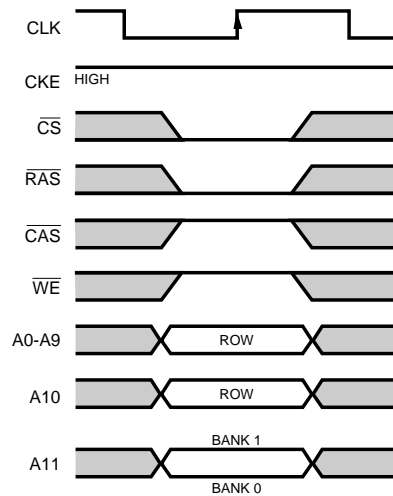 CLK
CKE HIGH
CS
RAS
CAS
WE
A0-A9 ROW
A10 ROW
BANK 1
A11
BANK 0